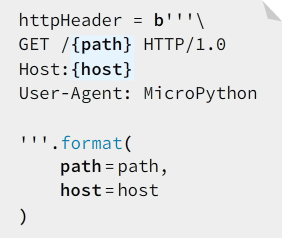 httpHeader = b'''\
GET /{path} HTTP/1.0
Host:{host}
User-Agent: MicroPython

'''.format(
    path=path,
    host=host
)